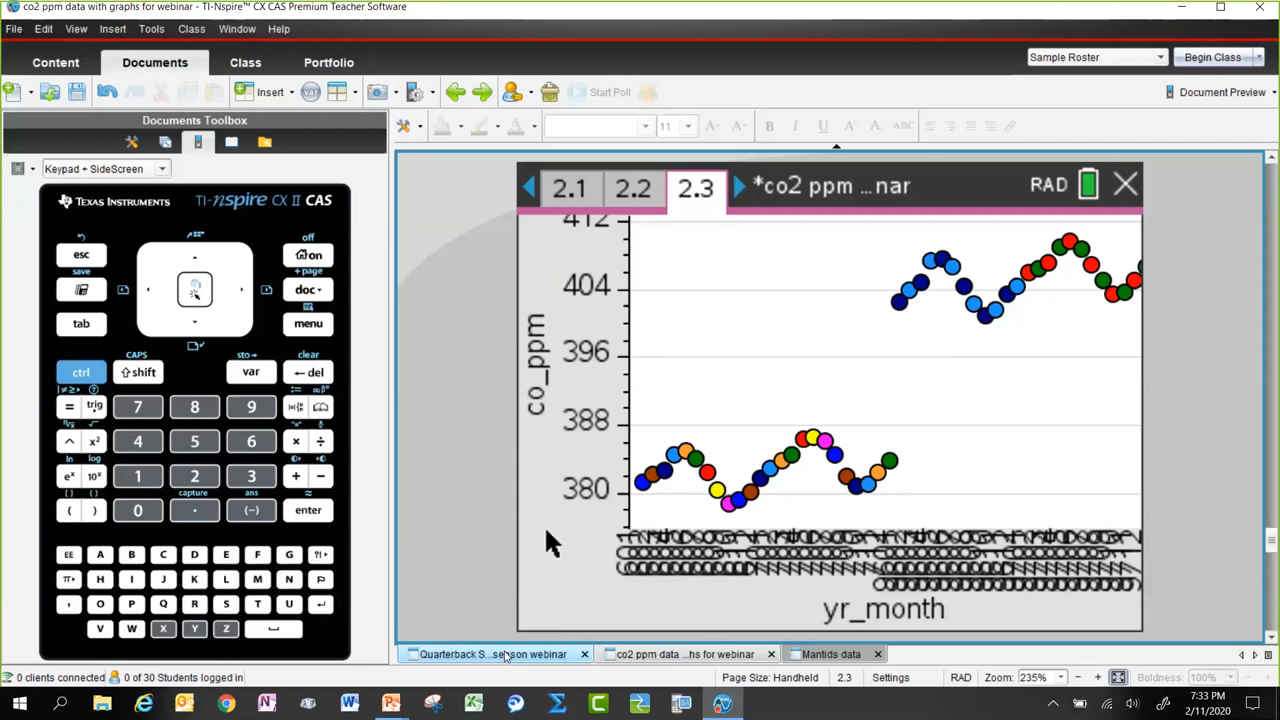 co2 ppm data with graphs for webinar - TI-Nspire™ CX CAS Premium Teacher Software
File Edit View Insert Tools Class Window Help
Content Documents Class Portfolio
Sample Roster Begin Class
Insert Start Poll Document Preview
Documents Toolbox
11 A+ A- B I U ABC
Keypad + SideScreen
TEXAS INSTRUMENTS TI-nspire CX II CAS
off
esc on
save + page
doc
tab menu
CAPS sto→ clear
ctrl shift var ← del
= trig 7 8 9
^ x² 4 5 6 × ÷
ln log
eˣ 10ˣ 1 2 3 + −
capture ans ≈
( ) 0 . (−) enter
EE A B C D E F G ?!
π H I J K L M N
, O P Q R S T U
V W X Y Z
2.1 2.2 2.3 *co2 ppm ...nar RAD
412
404
396
388
380
co_ppm
yr_month
Quarterback S...season webinar co2 ppm data ...hs for webinar Mantids data
0 clients connected 0 of 30 Students logged in Page Size: Handheld 2.3 Settings RAD Zoom: 235% − + Boldness: 100%
7:33 PM
2/11/2020